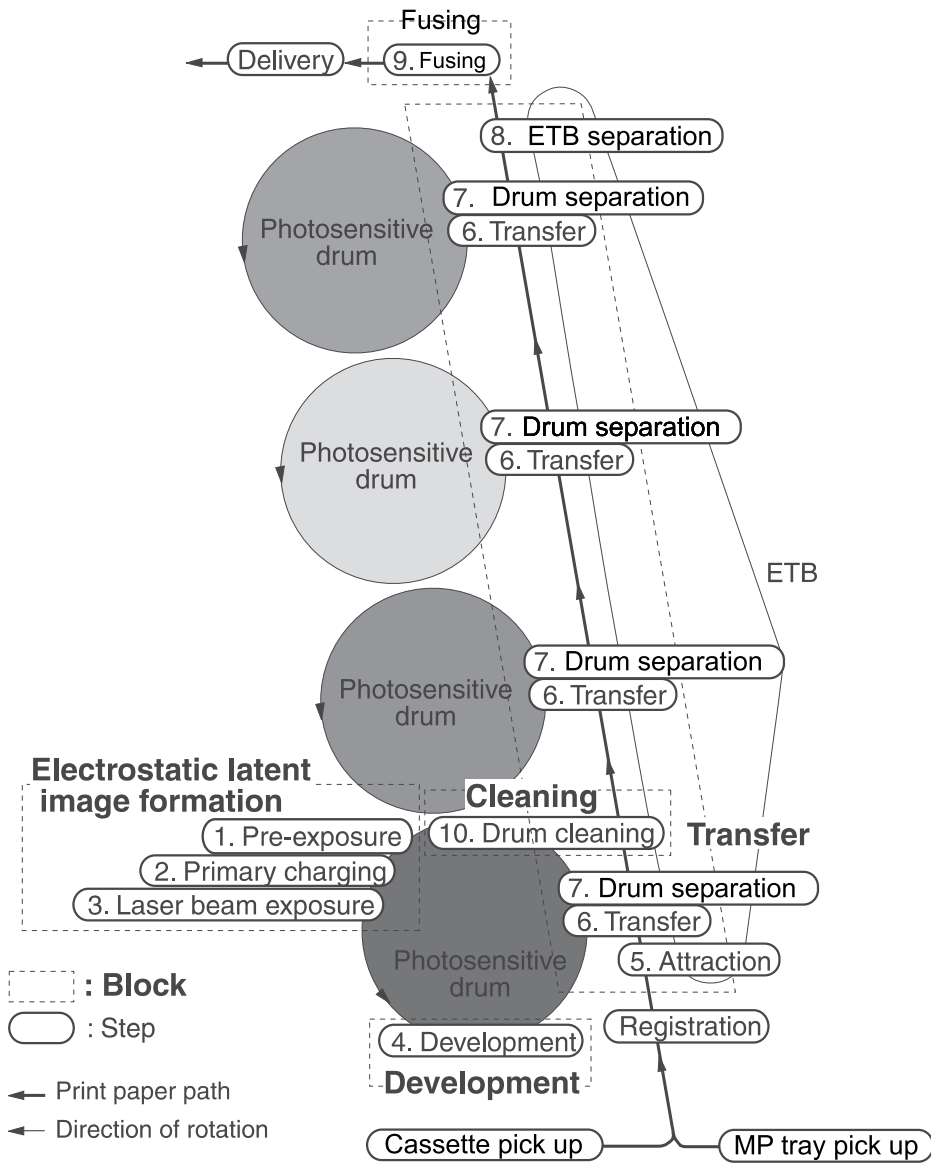 Fusing
Delivery
9. Fusing
8. ETB separation
7. Drum separation
6. Transfer
Photosensitive
drum
7. Drum separation
6. Transfer
Photosensitive
drum
ETB
7. Drum separation
6. Transfer
Photosensitive
drum
Electrostatic latent
image formation
Cleaning
1. Pre-exposure
10. Drum cleaning
Transfer
2. Primary charging
3. Laser beam exposure
7. Drum separation
6. Transfer
Photosensitive
drum
5. Attraction
: Block
: Step
Registration
4. Development
Development
Print paper path
Direction of rotation
Cassette pick up
MP tray pick up